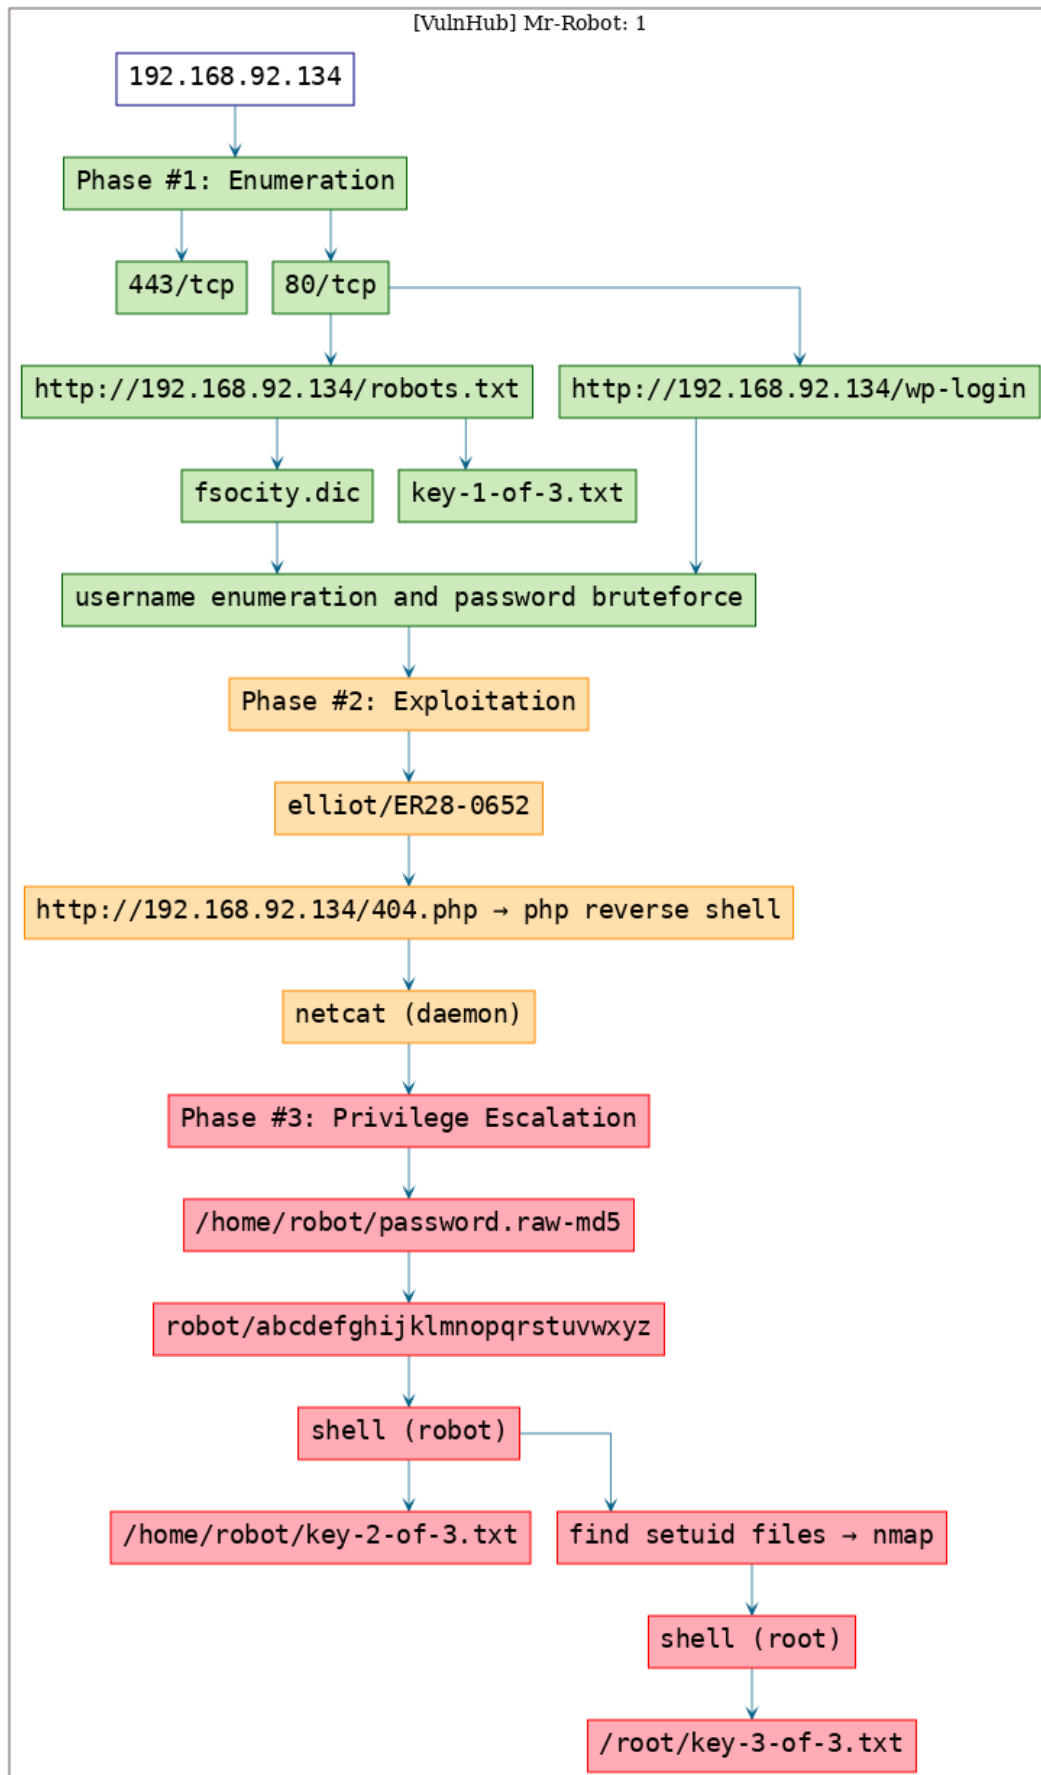 [VulnHub] Mr-Robot: 1
192.168.92.134
Phase #1: Enumeration
443/tcp
80/tcp
http://192.168.92.134/robots.txt
http://192.168.92.134/wp-login
fsocity.dic
key-1-of-3.txt
username enumeration and password bruteforce
Phase #2: Exploitation
elliot/ER28-0652
http://192.168.92.134/404.php → php reverse shell
netcat (daemon)
Phase #3: Privilege Escalation
/home/robot/password.raw-md5
robot/abcdefghijklmnopqrstuvwxyz
shell (robot)
/home/robot/key-2-of-3.txt
find setuid files → nmap
shell (root)
/root/key-3-of-3.txt